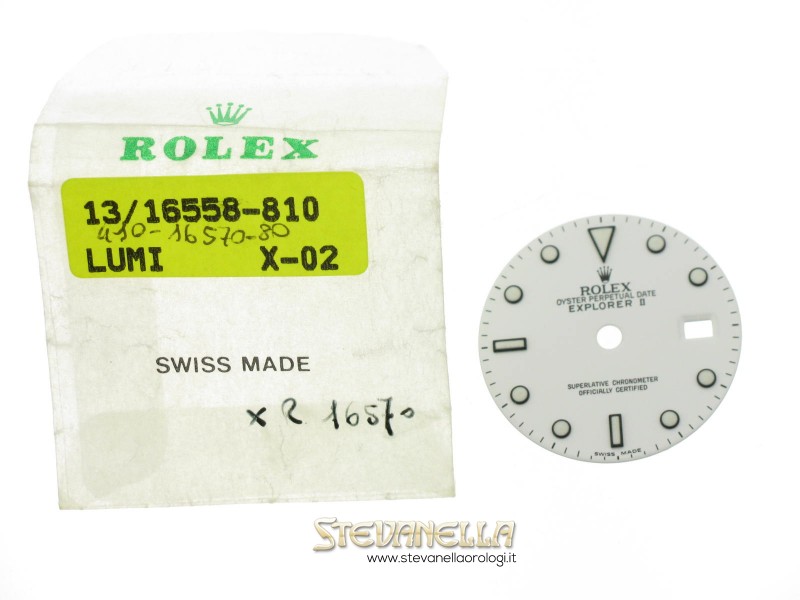 ROLEX
13/16558-810
410-16570-80
LUMI X-02
SWISS MADE
X R 16570
ROLEX
OYSTER PERPETUAL DATE
EXPLORER II
SUPERLATIVE CHRONOMETER
OFFICIALLY CERTIFIED
SWISS MADE
STEVANELLA
www.stevanellaorologi.it